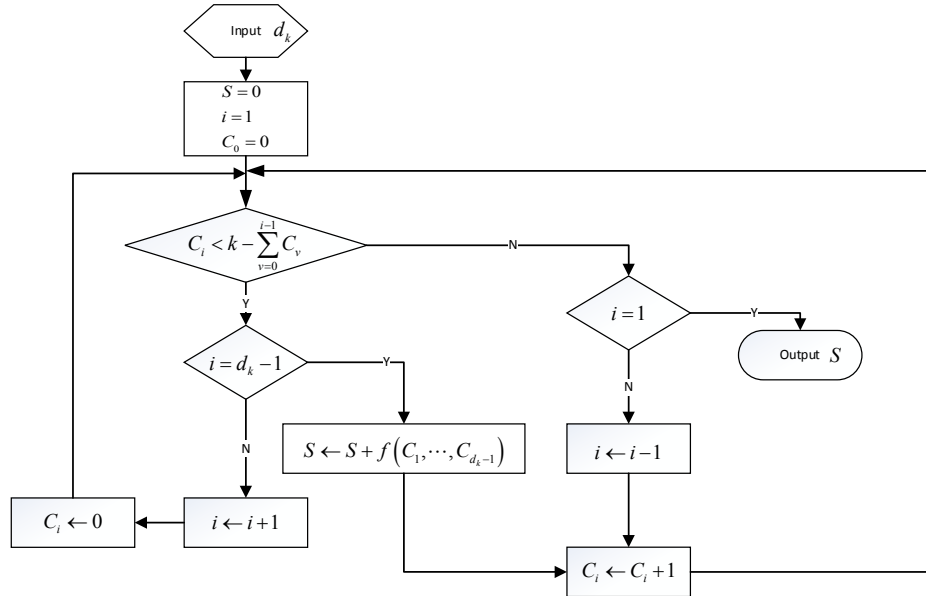 Input d_k
S = 0
i = 1
C_0 = 0
C_i < k − ∑_{v=0}^{i−1} C_v
N
Y
i = 1
Y
Output S
i = d_k − 1
Y
N
N
S ← S + f(C_1, ⋯, C_{d_k−1})
i ← i − 1
C_i ← 0
i ← i + 1
C_i ← C_i + 1